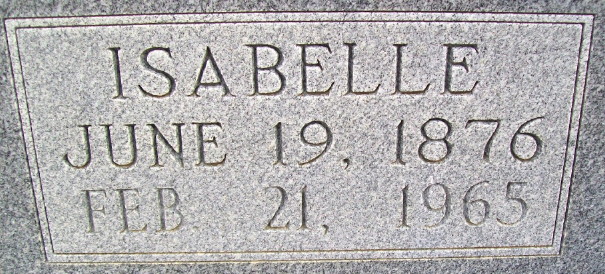 ISABELLE
JUNE 19, 1876
FEB. 21, 1965